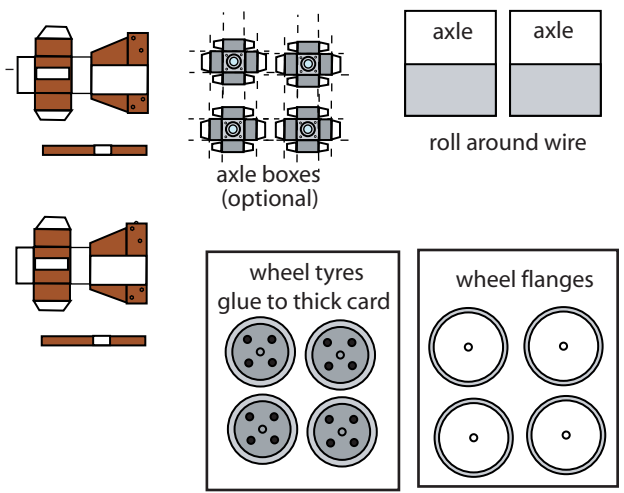 axle
axle
roll around wire
axle boxes
(optional)
wheel tyres
glue to thick card
wheel flanges